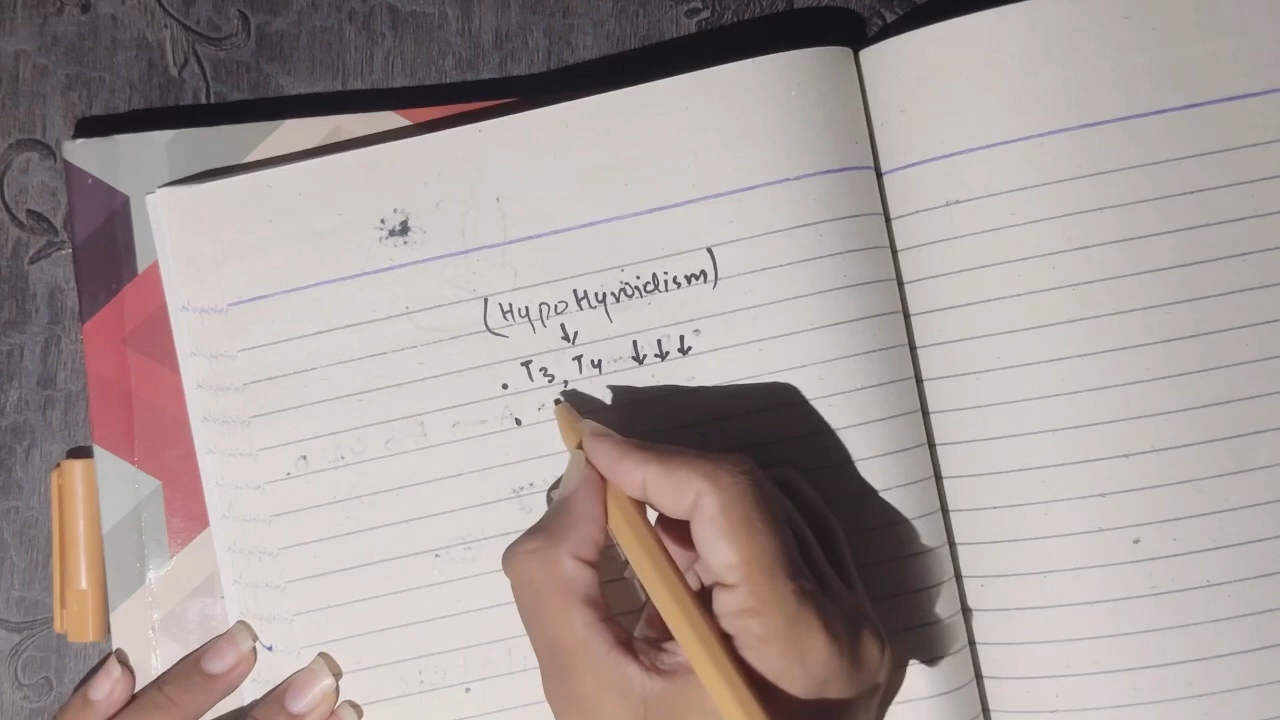 (Hypothyroidism)
↓
• T3, T4 ↓↓↓
•